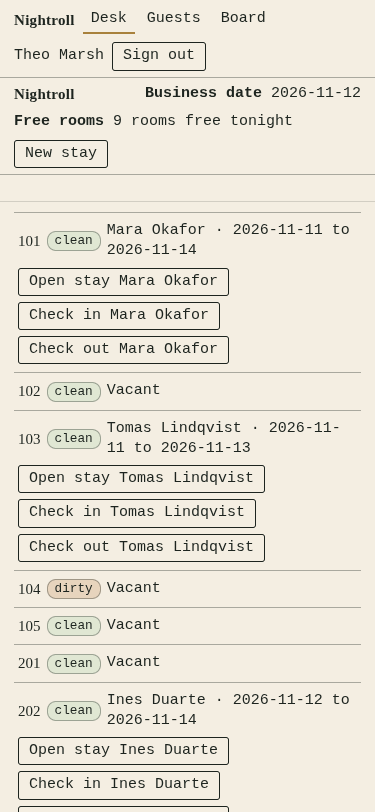 Nightroll Desk Guests Board
Theo Marsh Sign out
Nightroll Business date 2026-11-12
Free rooms 9 rooms free tonight
New stay
101 clean Mara Okafor · 2026-11-11 to
2026-11-14
Open stay Mara Okafor
Check in Mara Okafor
Check out Mara Okafor
102 clean Vacant
103 clean Tomas Lindqvist · 2026-11-
11 to 2026-11-13
Open stay Tomas Lindqvist
Check in Tomas Lindqvist
Check out Tomas Lindqvist
104 dirty Vacant
105 clean Vacant
201 clean Vacant
202 clean Ines Duarte · 2026-11-12 to
2026-11-14
Open stay Ines Duarte
Check in Ines Duarte